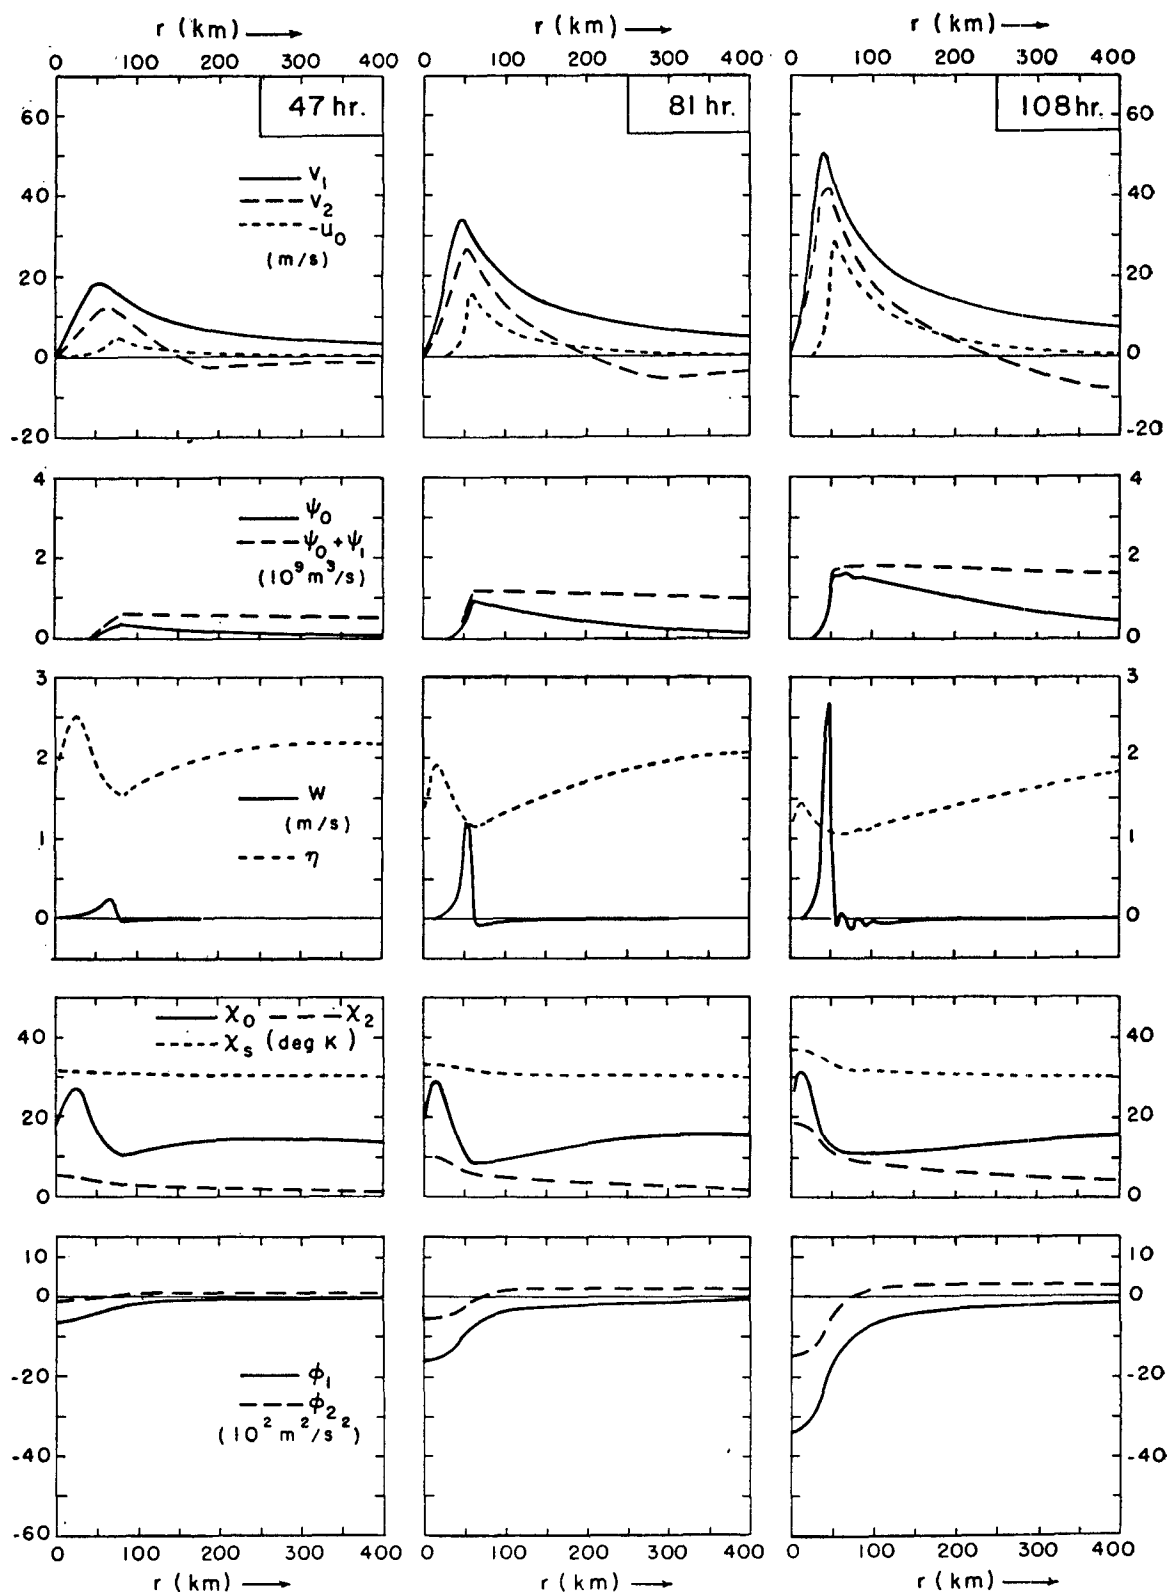 r (km) → r (km) → r (km) →
0 100 200 300 400 0 100 200 300 400 0 100 200 300 400
47 hr. 81 hr. 108 hr.
60 60
40 40
20 20
0 0
-20 -20
v₁
v₂
-u₀
(m/s)
4 4
2 2
0 0
ψ₀
ψ₀ + ψ₁
(10⁹ m³/s)
3 3
2 2
1 1
0 0
W
(m/s)
η
40 40
20 20
0 0
χ₀ χ₂
χₛ (deg K)
10 10
0 0
-20 -20
-40 -40
-60
φ₁
φ₂
(10² m²/s²)
0 100 200 300 400 0 100 200 300 400 0 100 200 300 400
r (km) → r (km) → r (km) →